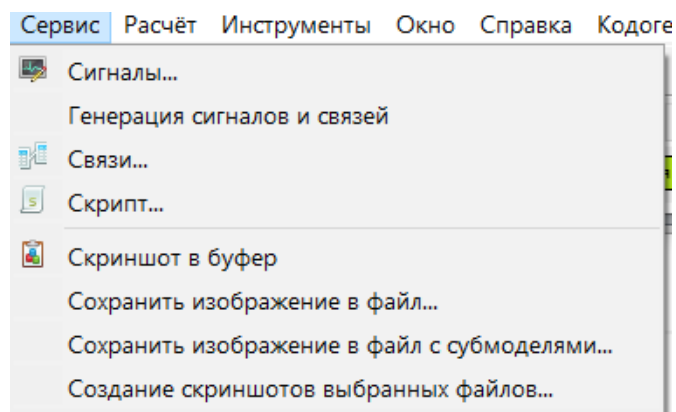 Сервис Расчёт Инструменты Окно Справка
Сигналы...
Генерация сигналов и связей
Связи...
Скрипт...
Скриншот в буфер
Сохранить изображение в файл...
Сохранить изображение в файл с субмоделями...
Создание скриншотов выбранных файлов...